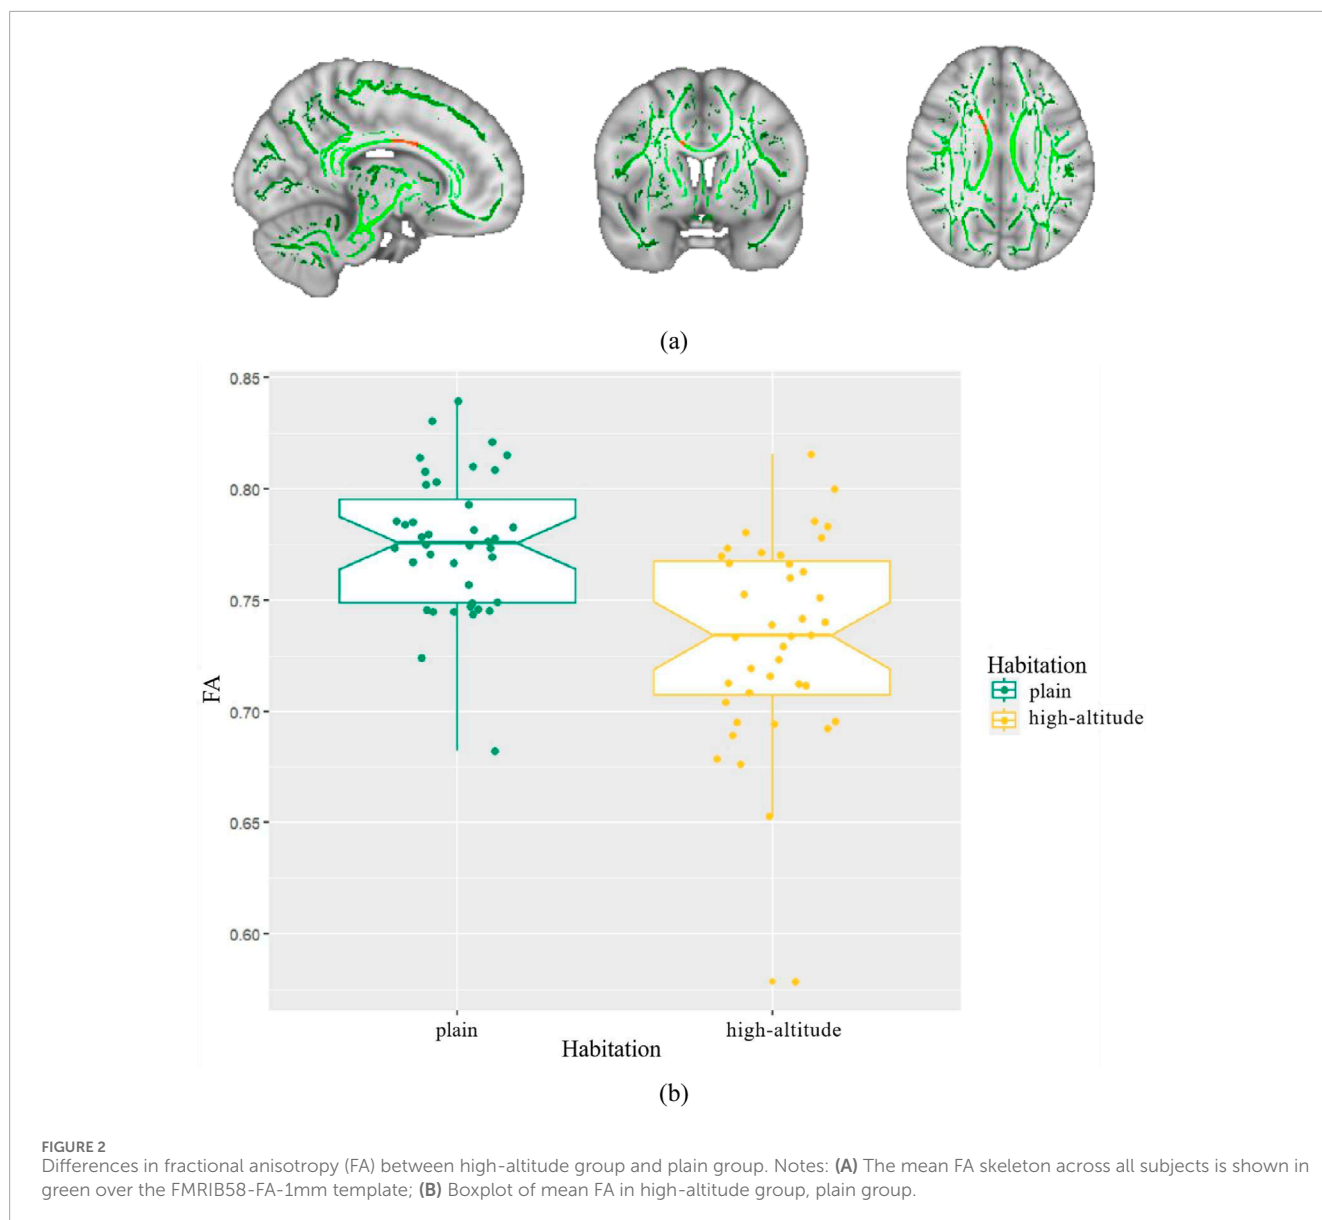 (a)
0.85
0.80
0.75
0.70
0.65
0.60
FA
plain
high-altitude
Habitation
Habitation
plain
high-altitude
(b)
FIGURE 2
Differences in fractional anisotropy (FA) between high-altitude group and plain group. Notes: (A) The mean FA skeleton across all subjects is shown in
green over the FMRIB58-FA-1mm template; (B) Boxplot of mean FA in high-altitude group, plain group.